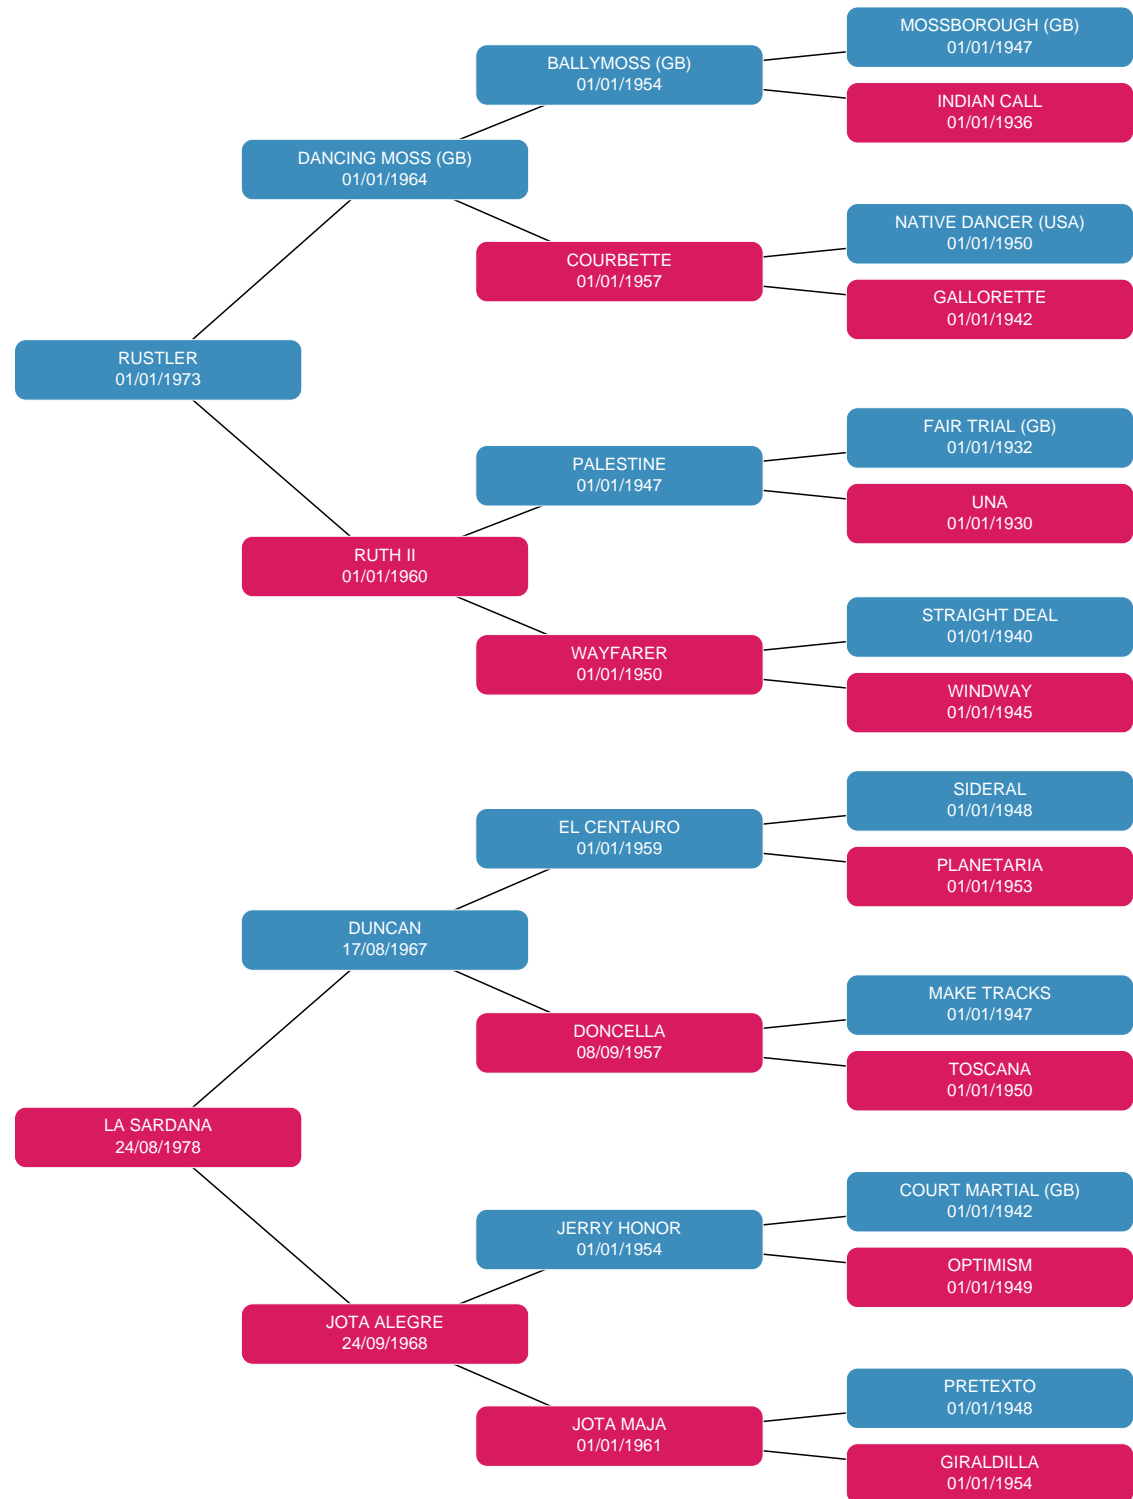 MOSSBOROUGH (GB)
01/01/1947
BALLYMOSS (GB)
01/01/1954
INDIAN CALL
01/01/1936
DANCING MOSS (GB)
01/01/1964
NATIVE DANCER (USA)
01/01/1950
COURBETTE
01/01/1957
GALLORETTE
01/01/1942
RUSTLER
01/01/1973
FAIR TRIAL (GB)
01/01/1932
PALESTINE
01/01/1947
UNA
01/01/1930
RUTH II
01/01/1960
STRAIGHT DEAL
01/01/1940
WAYFARER
01/01/1950
WINDWAY
01/01/1945
SIDERAL
01/01/1948
EL CENTAURO
01/01/1959
PLANETARIA
01/01/1953
DUNCAN
17/08/1967
MAKE TRACKS
01/01/1947
DONCELLA
08/09/1957
TOSCANA
01/01/1950
LA SARDANA
24/08/1978
COURT MARTIAL (GB)
01/01/1942
JERRY HONOR
01/01/1954
OPTIMISM
01/01/1949
JOTA ALEGRE
24/09/1968
PRETEXTO
01/01/1948
JOTA MAJA
01/01/1961
GIRALDILLA
01/01/1954